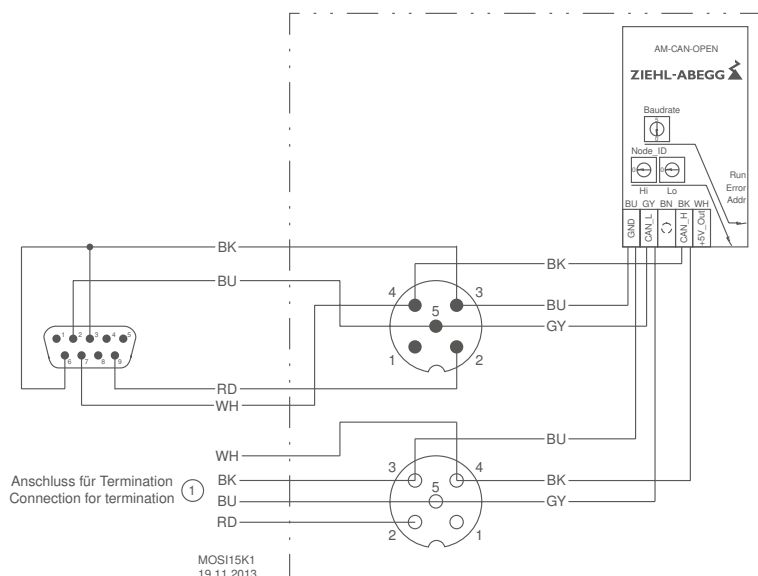 AM-CAN-OPEN
ZIEHL-ABEGG
Baudrate
0
Node_ID
0 0
Hi Lo
Run
Error
Addr
BU GY BN BK WH
GND
CAN_L
CAN_H
+5V_Out
BK
BU
RD
WH
1 2 3 4 5
6 7 8 9
4 3
5
1 2
BK
BU
GY
WH
BK
BU
RD
3 4
5
2 1
BU
BK
GY
Anschluss für Termination
Connection for termination
1
MOSI15K1
19.11.2013